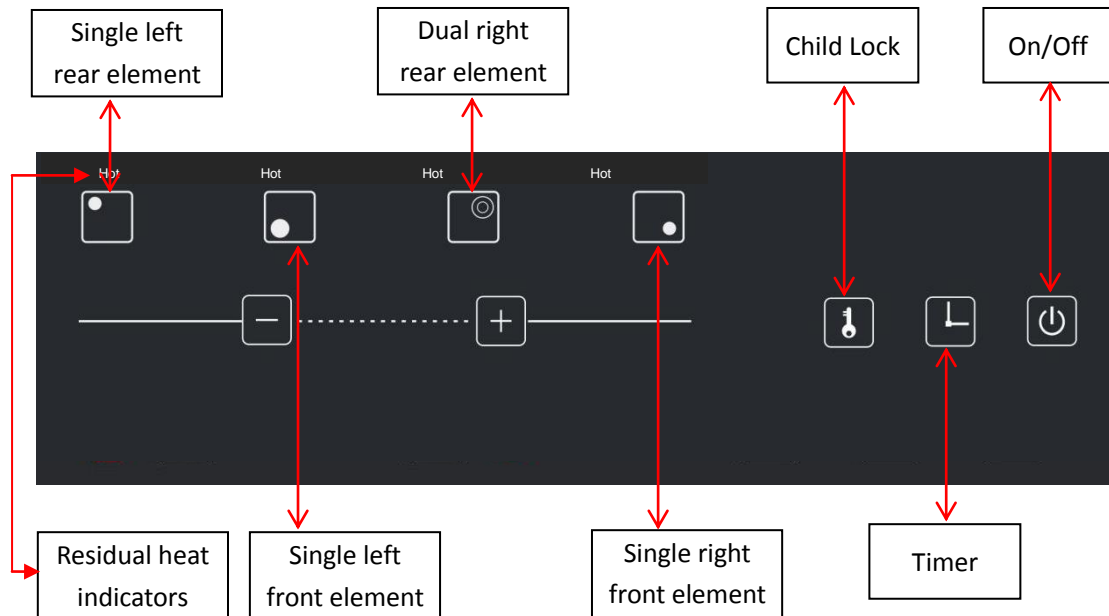 Single left
rear element
Dual right
rear element
Child Lock
On/Off
Hot
Hot
Hot
Hot
Residual heat
indicators
Single left
front element
Single right
front element
Timer